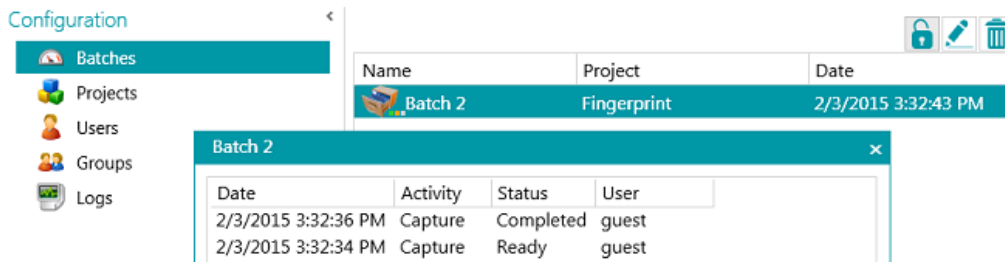 Configuration
Batches
Projects
Users
Groups
Logs
Name Project Date
Batch 2 Fingerprint 2/3/2015 3:32:43 PM
Batch 2
Date Activity Status User
2/3/2015 3:32:36 PM Capture Completed guest
2/3/2015 3:32:34 PM Capture Ready guest